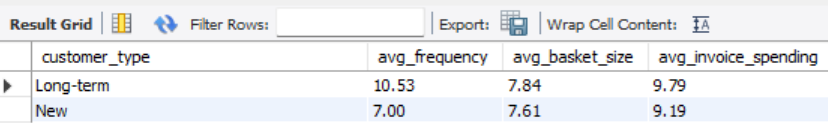 Result Grid Filter Rows: Export: Wrap Cell Content: IA
customer_type avg_frequency avg_basket_size avg_invoice_spending
Long-term 10.53 7.84 9.79
New 7.00 7.61 9.19